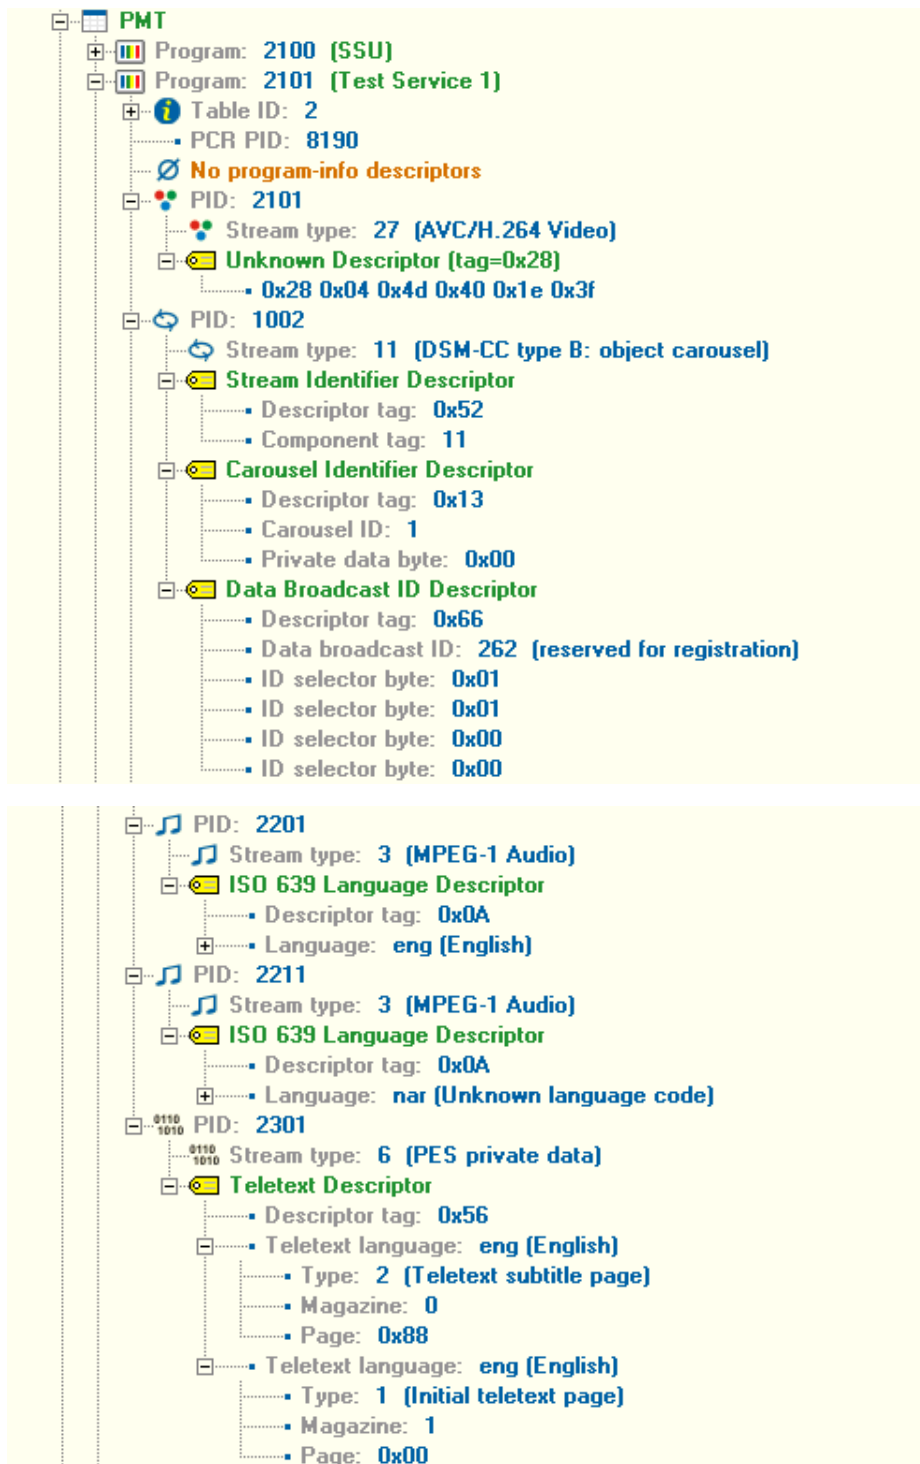 PMT
Program: 2100 (SSU)
Program: 2101 (Test Service 1)
Table ID: 2
PCR PID: 8190
No program-info descriptors
PID: 2101
Stream type: 27 (AVC/H.264 Video)
Unknown Descriptor (tag=0x28)
0x28 0x04 0x4d 0x40 0x1e 0x3f
PID: 1002
Stream type: 11 (DSM-CC type B: object carousel)
Stream Identifier Descriptor
Descriptor tag: 0x52
Component tag: 11
Carousel Identifier Descriptor
Descriptor tag: 0x13
Carousel ID: 1
Private data byte: 0x00
Data Broadcast ID Descriptor
Descriptor tag: 0x66
Data broadcast ID: 262 (reserved for registration)
ID selector byte: 0x01
ID selector byte: 0x01
ID selector byte: 0x00
ID selector byte: 0x00
PID: 2201
Stream type: 3 (MPEG-1 Audio)
ISO 639 Language Descriptor
Descriptor tag: 0x0A
Language: eng (English)
PID: 2211
Stream type: 3 (MPEG-1 Audio)
ISO 639 Language Descriptor
Descriptor tag: 0x0A
Language: nar (Unknown language code)
0110 1010 PID: 2301
0110 1010 Stream type: 6 (PES private data)
Teletext Descriptor
Descriptor tag: 0x56
Teletext language: eng (English)
Type: 2 (Teletext subtitle page)
Magazine: 0
Page: 0x88
Teletext language: eng (English)
Type: 1 (Initial teletext page)
Magazine: 1
Page: 0x00